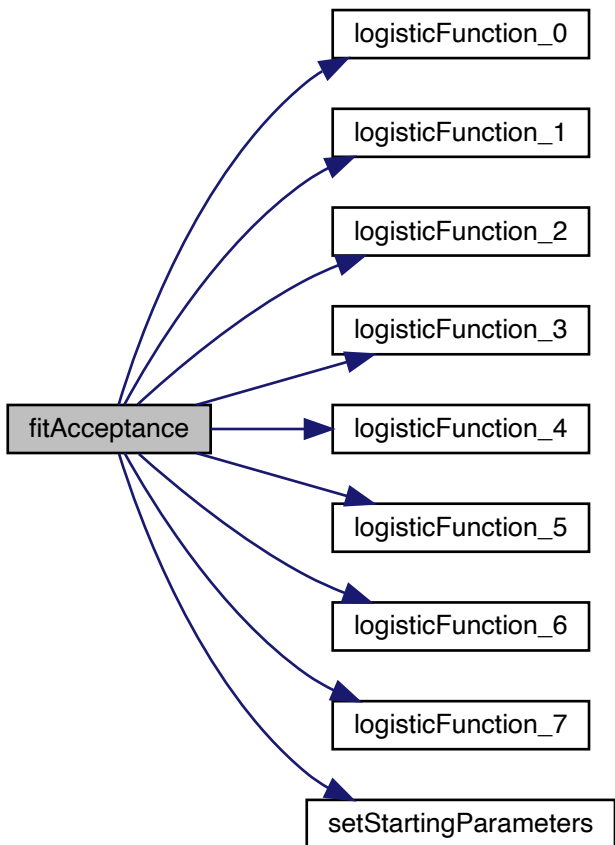 logisticFunction_0
logisticFunction_1
logisticFunction_2
logisticFunction_3
fitAcceptance
logisticFunction_4
logisticFunction_5
logisticFunction_6
logisticFunction_7
setStartingParameters